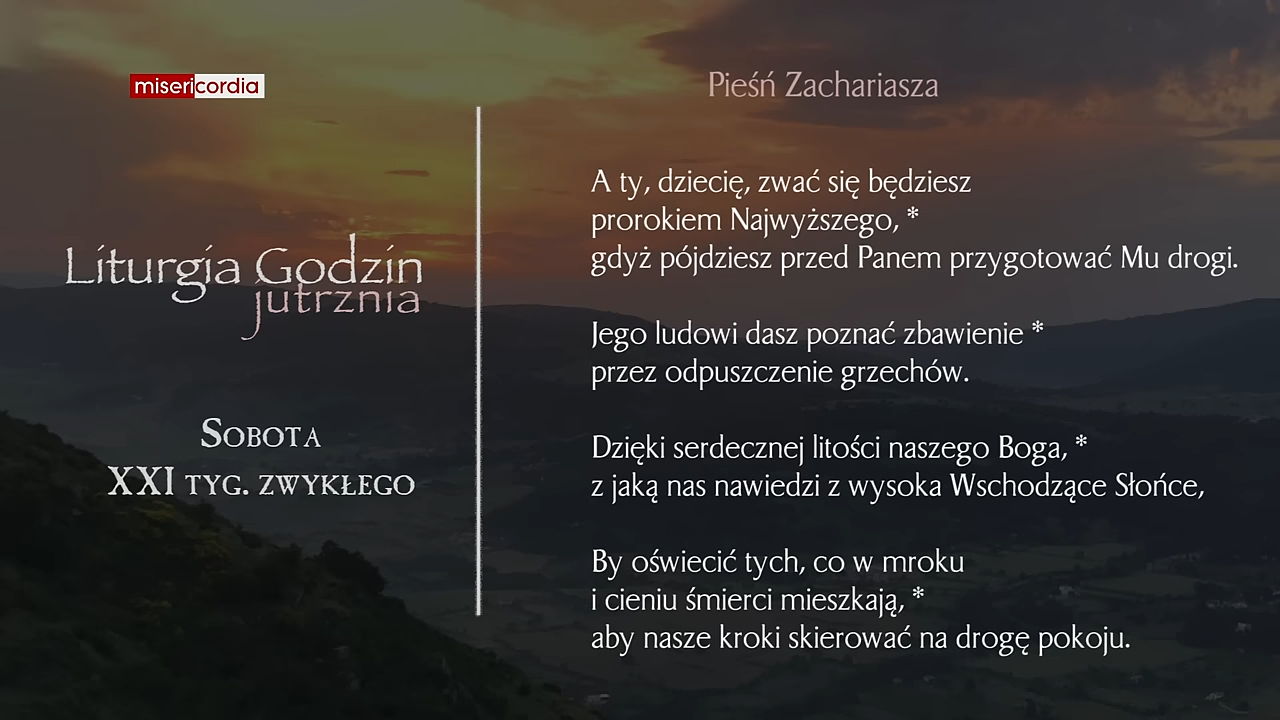 misericordia
Liturgia Godzin
jutrznia
Sobota
XXI tyg. zwykłego
Pieśń Zachariasza
A ty, dziecię, zwać się będziesz
prorokiem Najwyższego, *
gdyż pójdziesz przed Panem przygotować Mu drogi.
Jego ludowi dasz poznać zbawienie *
przez odpuszczenie grzechów.
Dzięki serdecznej litości naszego Boga, *
z jaką nas nawiedzi z wysoka Wschodzące Słońce,
By oświecić tych, co w mroku
i cieniu śmierci mieszkają, *
aby nasze kroki skierować na drogę pokoju.